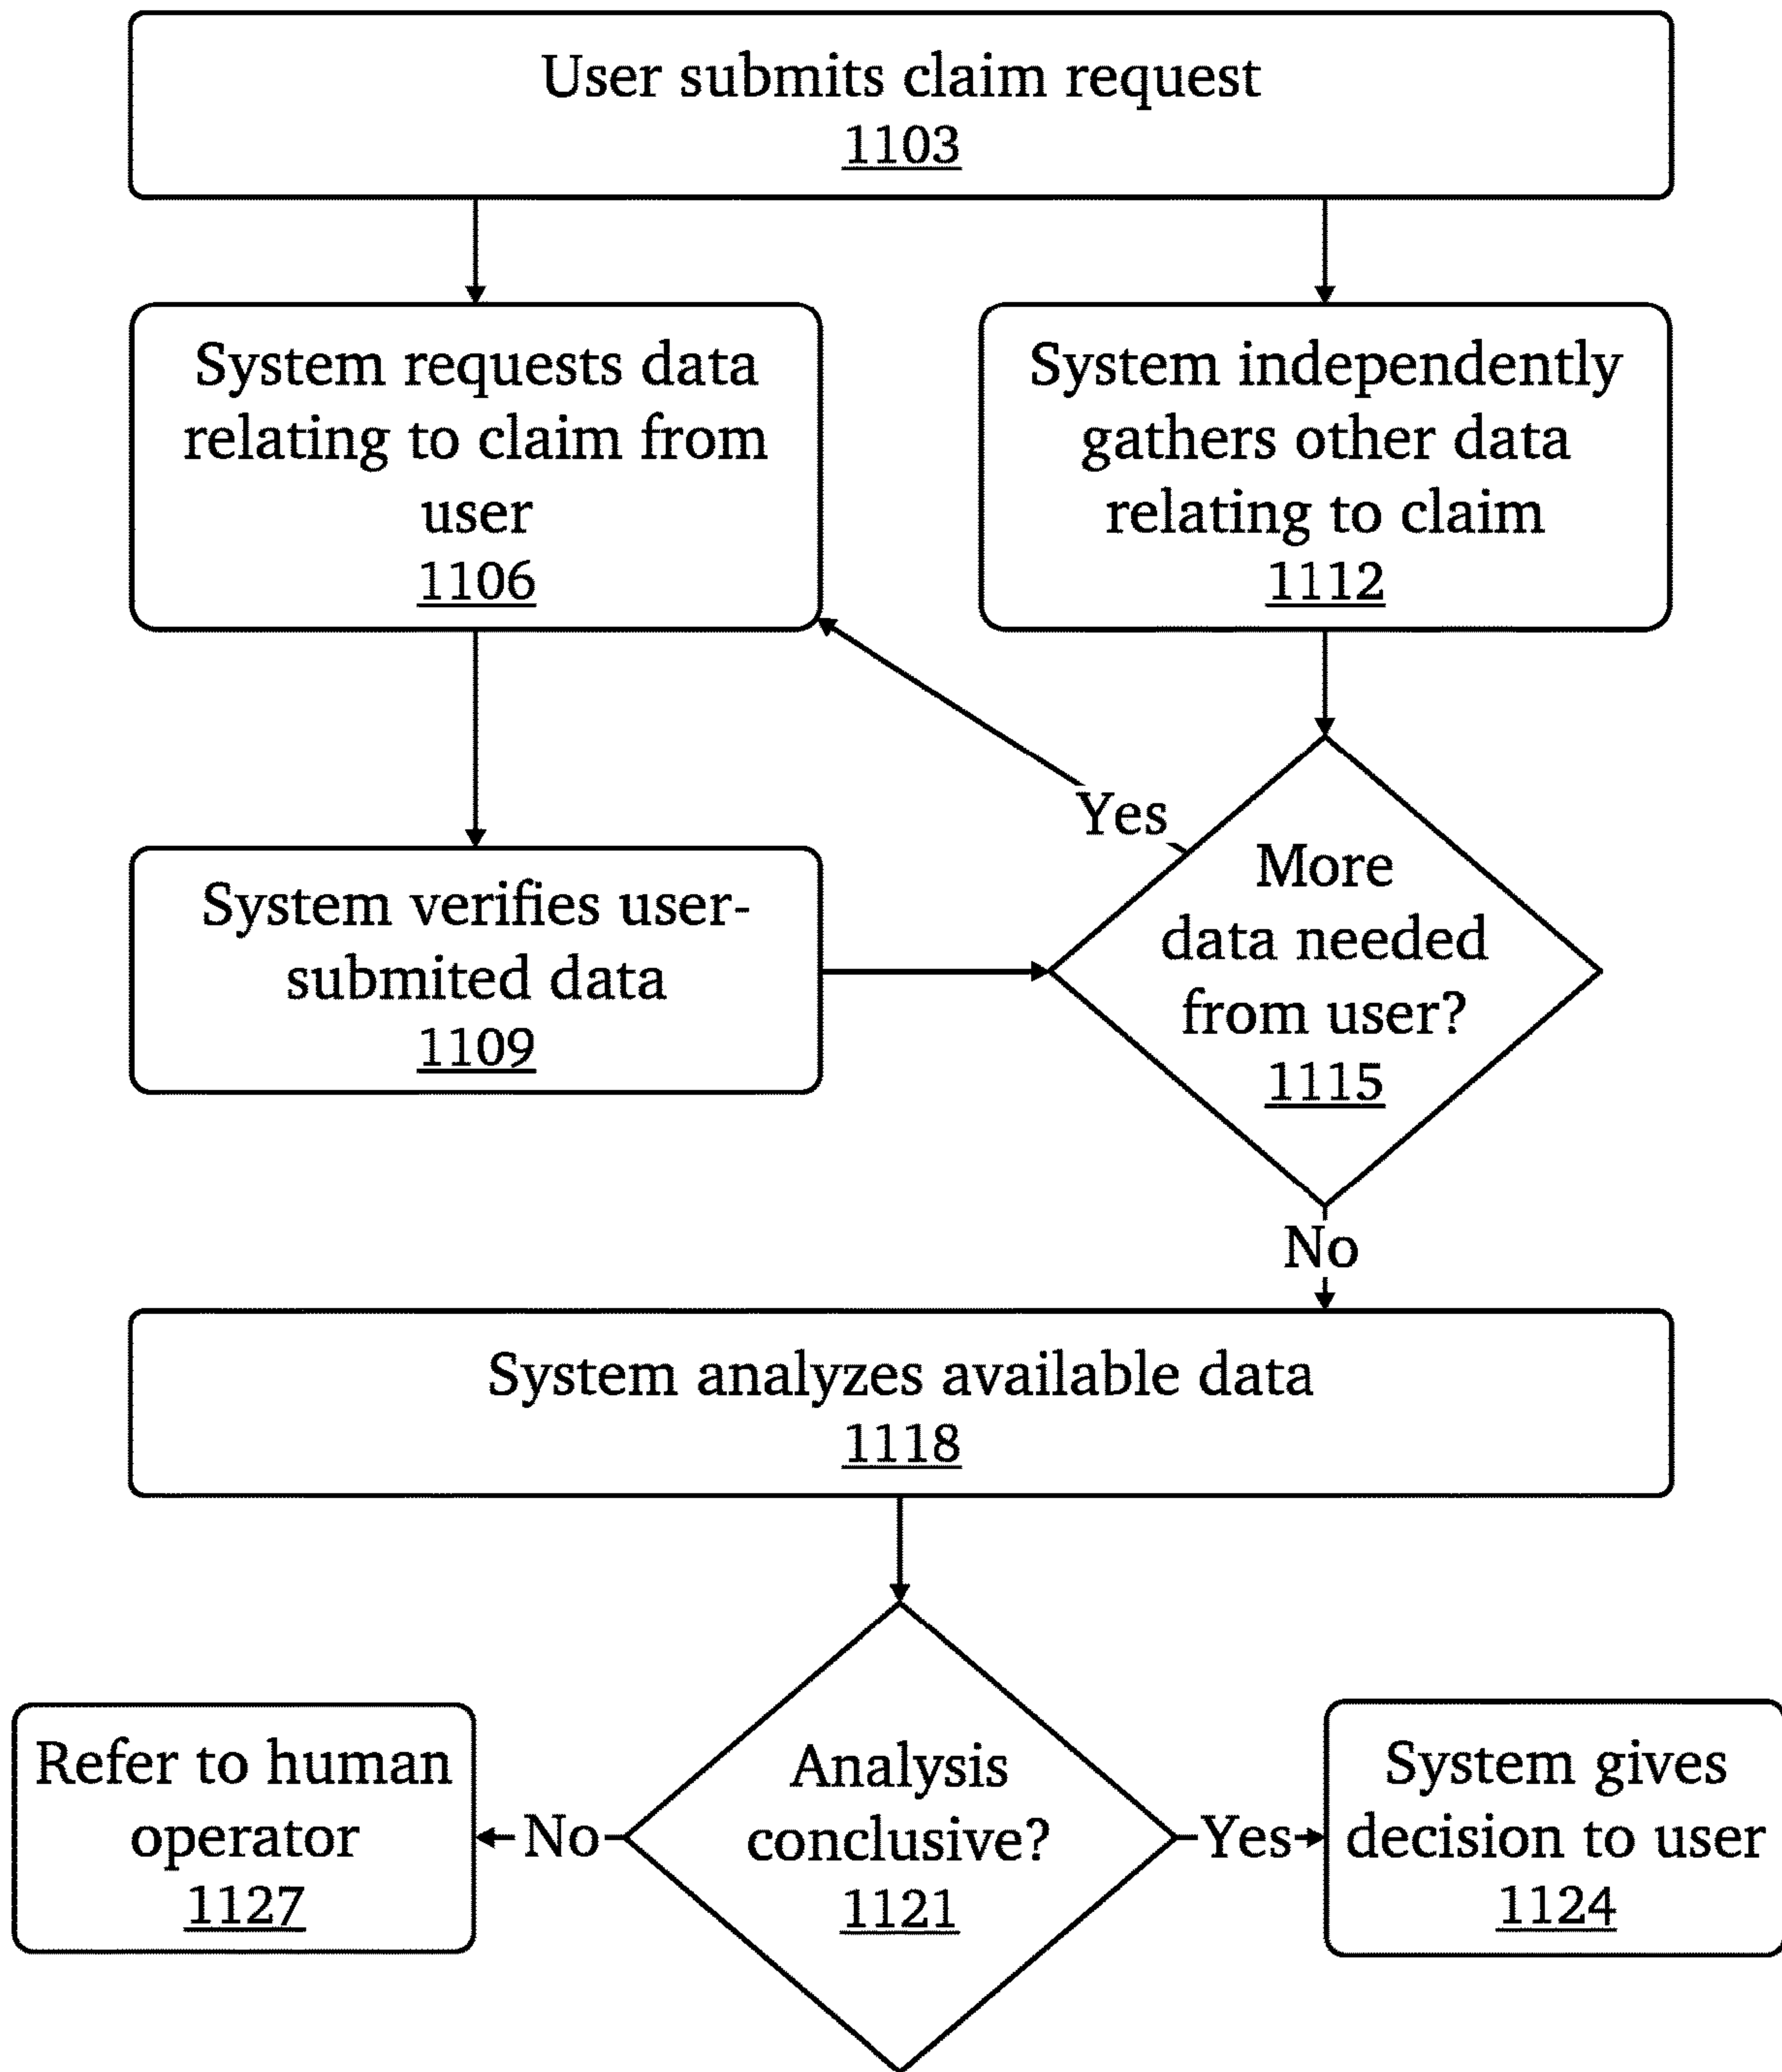 User submits claim request
1103
System requests data
relating to claim from
user
1106
System independently
gathers other data
relating to claim
1112
Yes
System verifies user-
submited data
1109
More
data needed
from user?
1115
No
System analyzes available data
1118
Refer to human
operator
1127
No
Analysis
conclusive?
1121
Yes
System gives
decision to user
1124